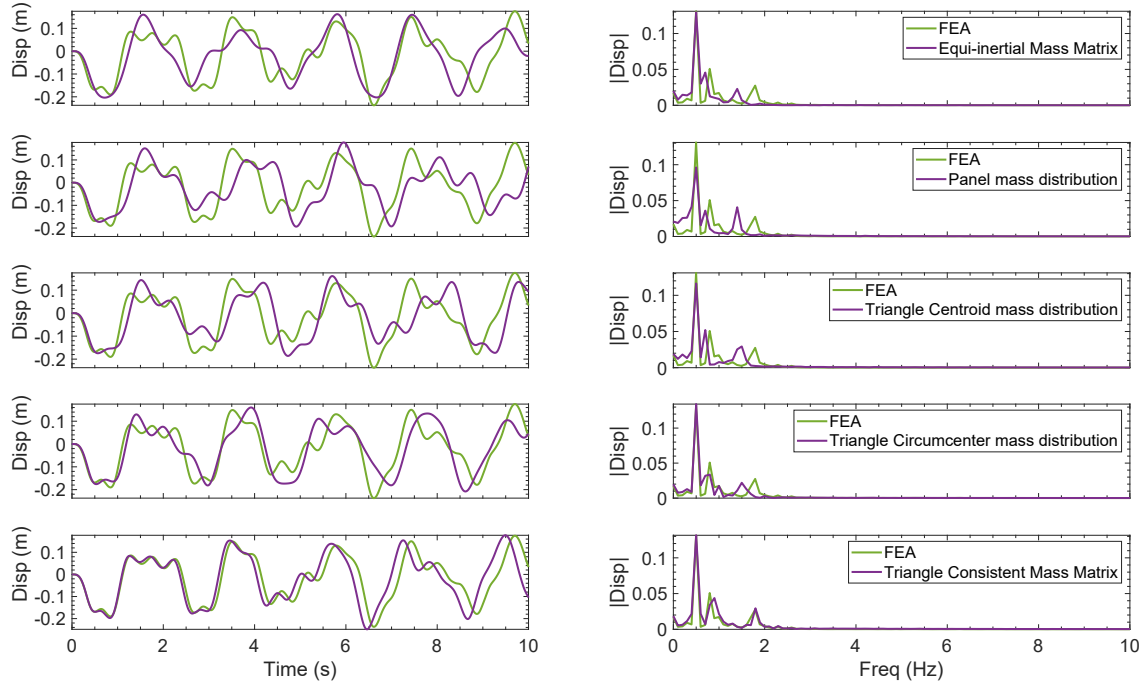 Disp (m)
0.1
0
-0.1
-0.2
|Disp|
0.1
0.05
0
FEA
Equi-inertial Mass Matrix
Disp (m)
0.1
0
-0.1
-0.2
|Disp|
0.1
0.05
0
FEA
Panel mass distribution
Disp (m)
0.1
0
-0.1
-0.2
|Disp|
0.1
0.05
0
FEA
Triangle Centroid mass distribution
Disp (m)
0.1
0
-0.1
-0.2
|Disp|
0.1
0.05
0
FEA
Triangle Circumcenter mass distribution
Disp (m)
0.1
0
-0.1
-0.2
0 2 4 6 8 10
Time (s)
|Disp|
0.1
0.05
0
FEA
Triangle Consistent Mass Matrix
0 2 4 6 8 10
Freq (Hz)